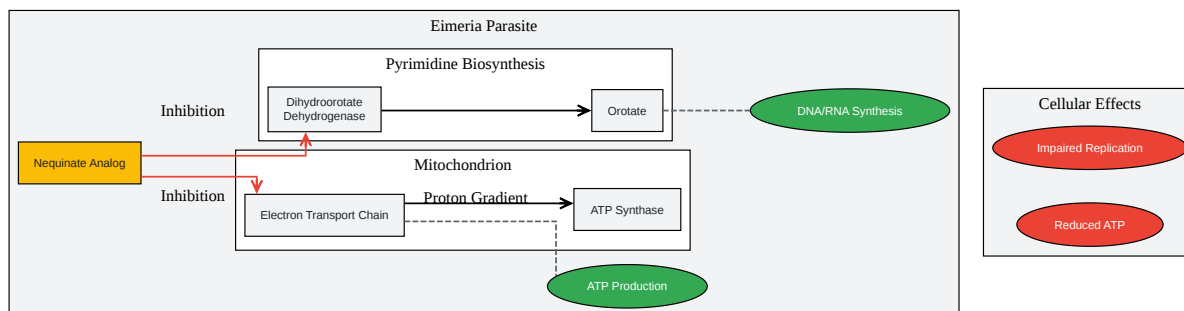 Eimeria Parasite
Pyrimidine Biosynthesis
Dihydroorotate
Dehydrogenase
Orotate
DNA/RNA Synthesis
Inhibition
Nequinate Analog
Inhibition
Mitochondrion
Proton Gradient
Electron Transport Chain
ATP Synthase
ATP Production
Cellular Effects
Impaired Replication
Reduced ATP